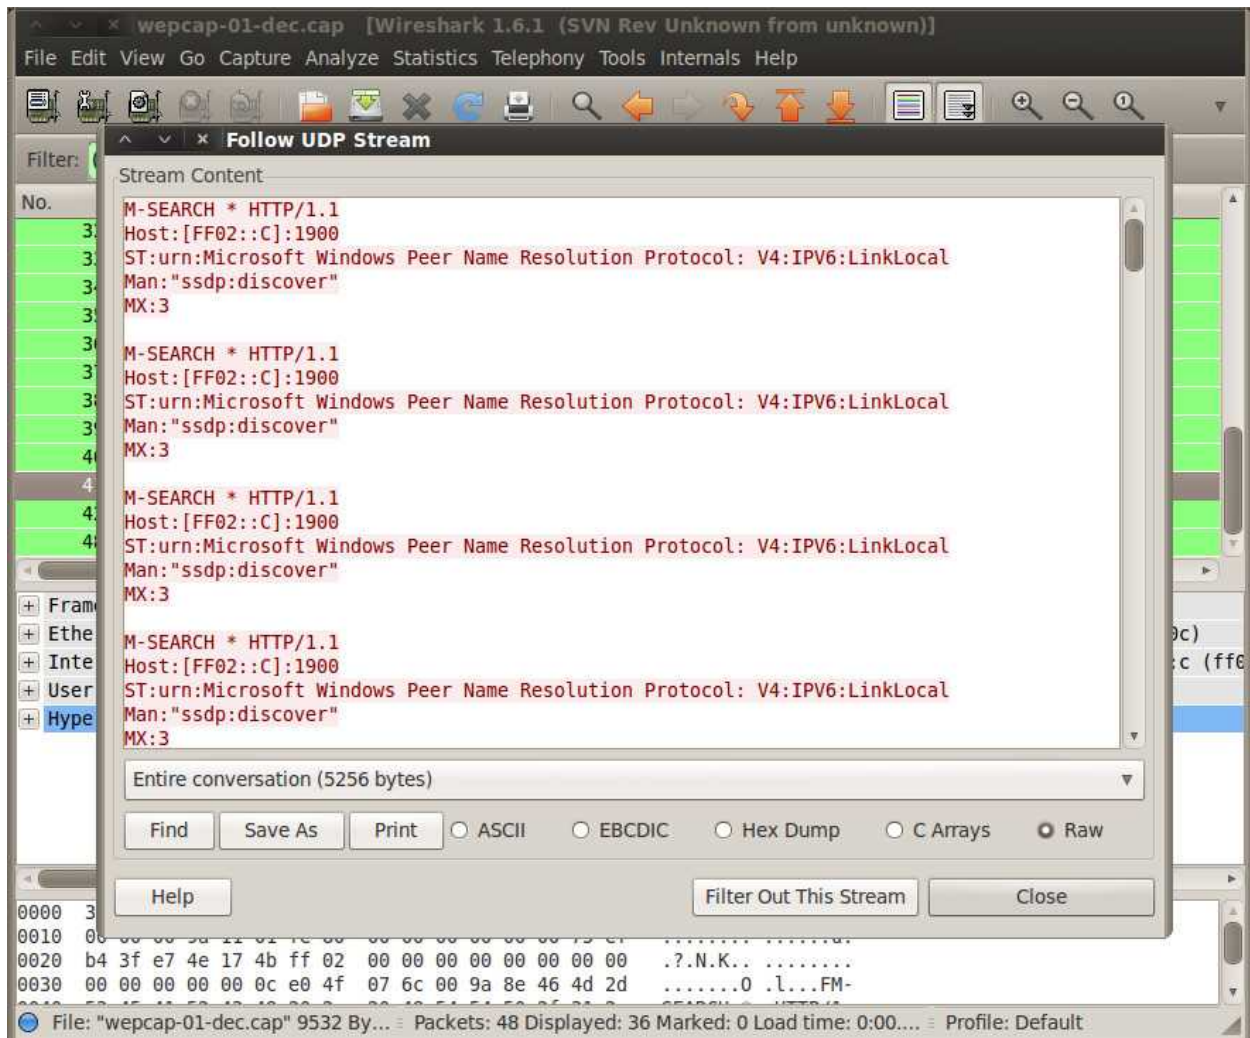 wepcap-01-dec.cap [Wireshark 1.6.1 (SVN Rev Unknown from unknown)]
File Edit View Go Capture Analyze Statistics Telephony Tools Internals Help
Filter:
No.
Follow UDP Stream
Stream Content
M-SEARCH * HTTP/1.1
Host:[FF02::C]:1900
ST:urn:Microsoft Windows Peer Name Resolution Protocol: V4:IPV6:LinkLocal
Man:"ssdp:discover"
MX:3
M-SEARCH * HTTP/1.1
Host:[FF02::C]:1900
ST:urn:Microsoft Windows Peer Name Resolution Protocol: V4:IPV6:LinkLocal
Man:"ssdp:discover"
MX:3
M-SEARCH * HTTP/1.1
Host:[FF02::C]:1900
ST:urn:Microsoft Windows Peer Name Resolution Protocol: V4:IPV6:LinkLocal
Man:"ssdp:discover"
MX:3
M-SEARCH * HTTP/1.1
Host:[FF02::C]:1900
ST:urn:Microsoft Windows Peer Name Resolution Protocol: V4:IPV6:LinkLocal
Man:"ssdp:discover"
MX:3
Entire conversation (5256 bytes)
Find Save As Print ASCII EBCDIC Hex Dump C Arrays Raw
Help Filter Out This Stream Close
Fram
Ethe 0c)
Inte :c (ff0
User
Hype
0000 3
0010
0020 b4 3f e7 4e 17 4b ff 02 00 00 00 00 00 00 00 00 .?.N.K.. ........
0030 00 00 00 00 00 0c e0 4f 07 6c 00 9a 8e 46 4d 2d .......O .l...FM-
File: "wepcap-01-dec.cap" 9532 By... Packets: 48 Displayed: 36 Marked: 0 Load time: 0:00.... Profile: Default